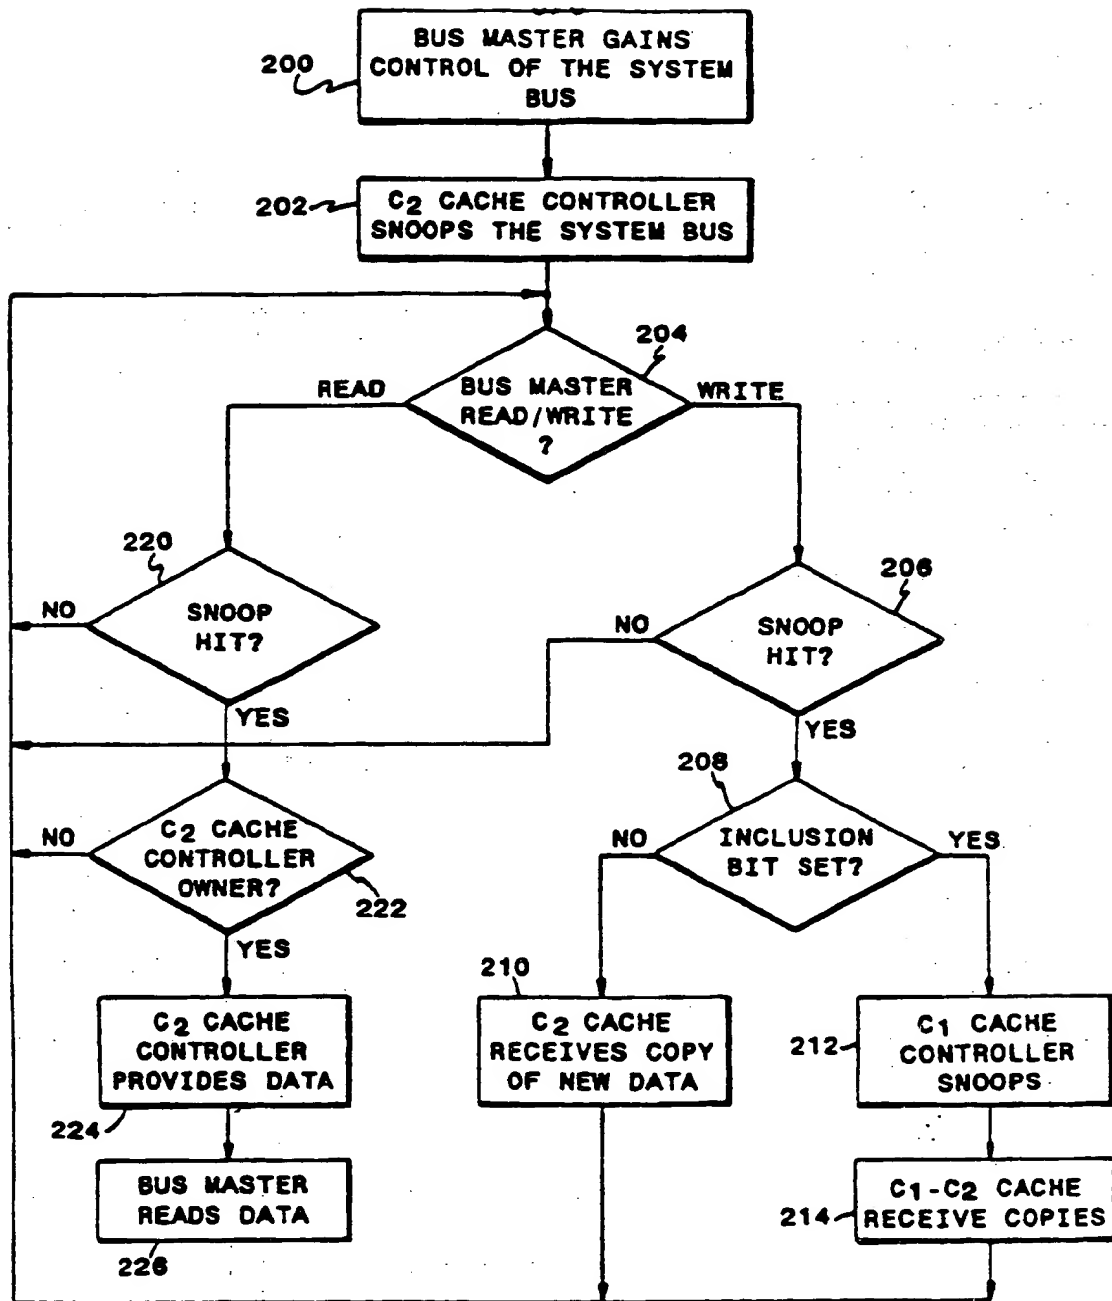 BUS MASTER GAINS
CONTROL OF THE SYSTEM
BUS
200
C2 CACHE CONTROLLER
SNOOPS THE SYSTEM BUS
202
204
READ
BUS MASTER
READ/WRITE
?
WRITE
220
NO
SNOOP
HIT?
YES
206
NO
SNOOP
HIT?
YES
NO
C2 CACHE
CONTROLLER
OWNER?
222
YES
208
NO
INCLUSION
BIT SET?
YES
C2 CACHE
CONTROLLER
PROVIDES DATA
224
210
C2 CACHE
RECEIVES COPY
OF NEW DATA
212
C1 CACHE
CONTROLLER
SNOOPS
BUS MASTER
READS DATA
226
214
C1-C2 CACHE
RECEIVE COPIES